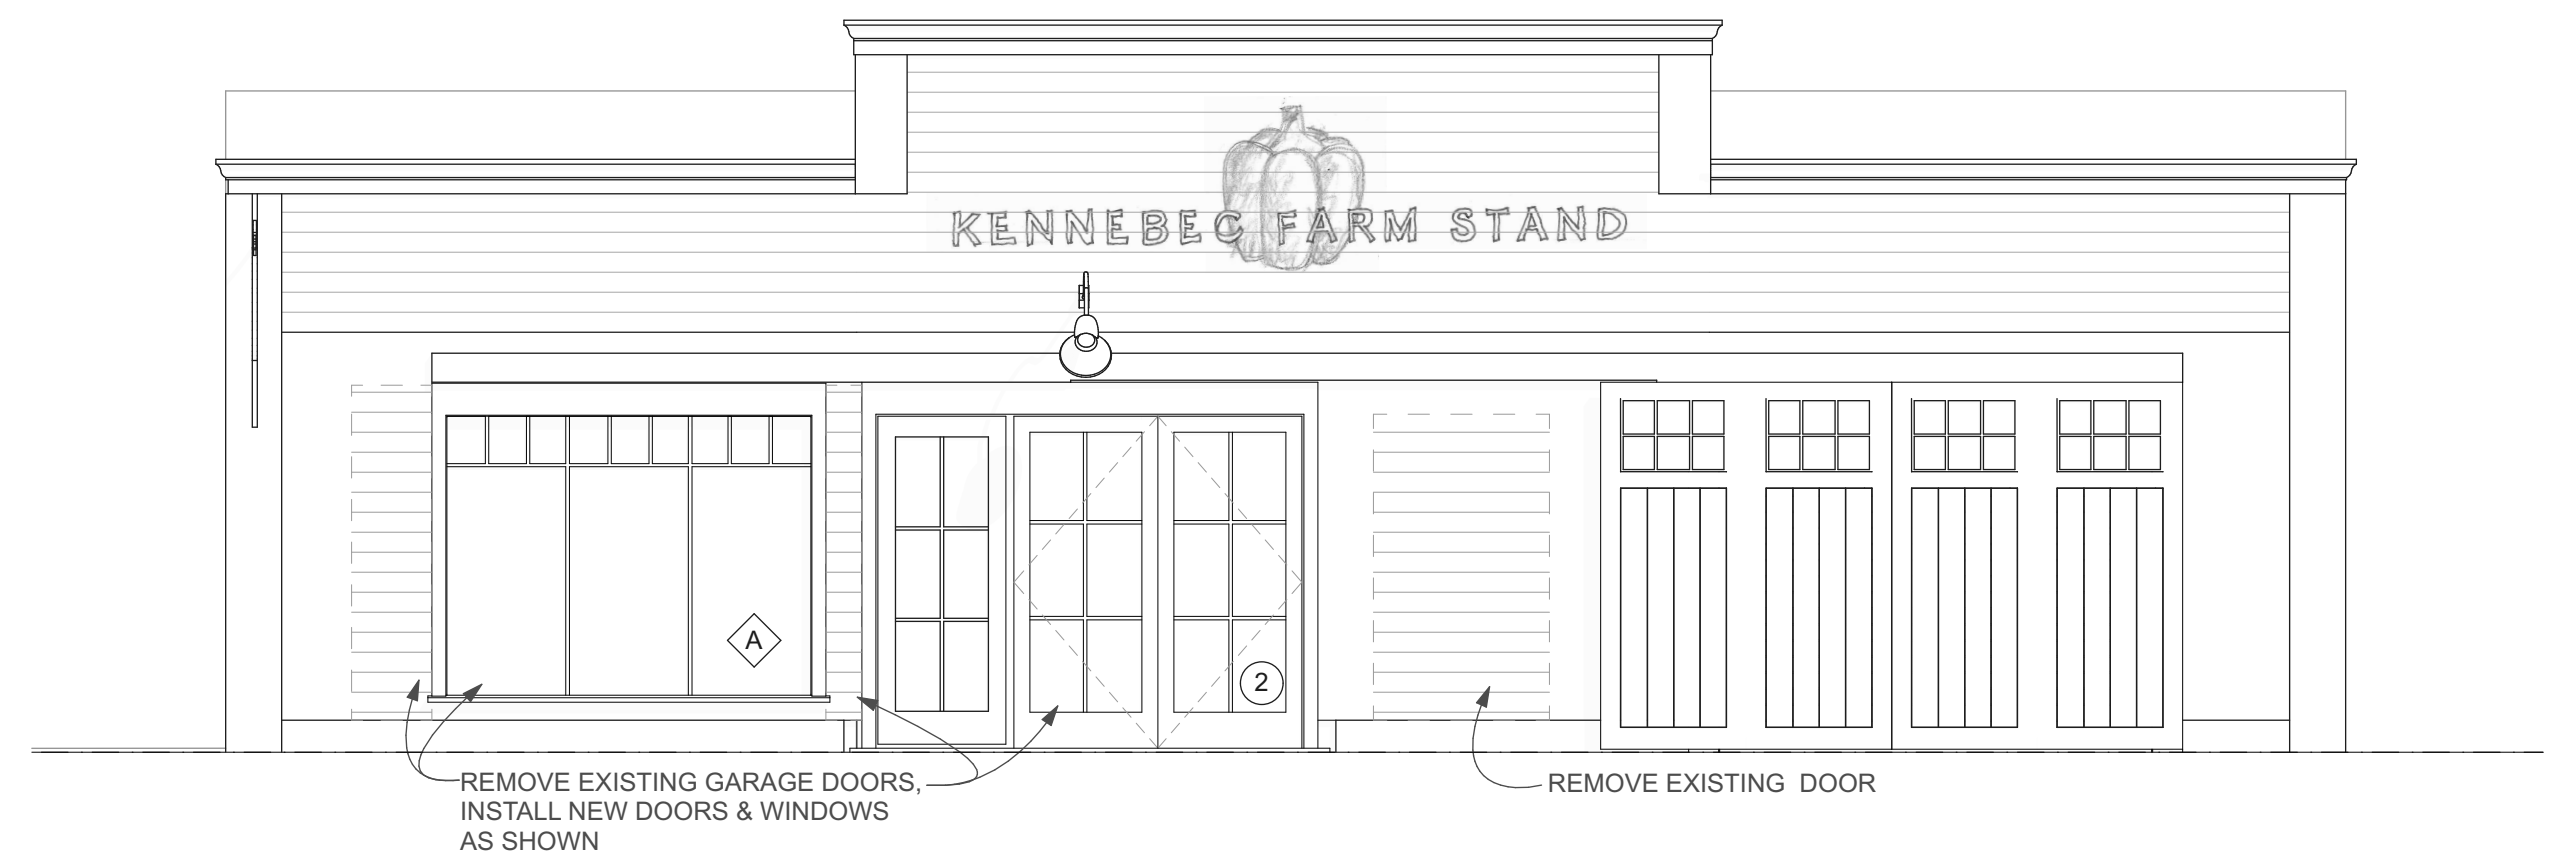 KENNEBEC FARM STAND
A
2
REMOVE EXISTING GARAGE DOORS,
INSTALL NEW DOORS & WINDOWS
AS SHOWN
REMOVE EXISTING DOOR